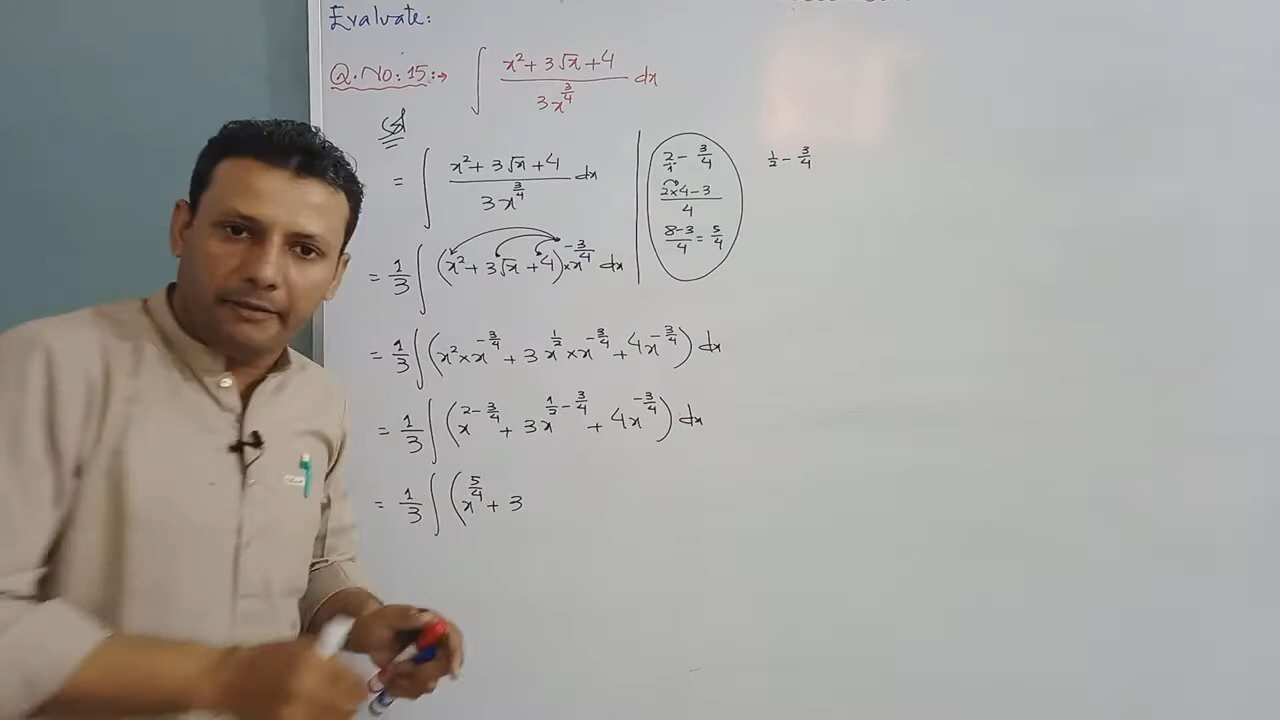 Evaluate:
Q.No:15:→ ∫ (x² + 3√x + 4)/(3x^(3/4)) dx
= ∫ (x² + 3√x + 4)/(3x^(3/4)) dx
= 1/3 ∫ (x² + 3√x + 4) × x^(-3/4) dx
= 1/3 ∫ (x² × x^(-3/4) + 3x^(1/2) × x^(-3/4) + 4x^(-3/4)) dx
= 1/3 ∫ (x^(2-3/4) + 3x^(1/2-3/4) + 4x^(-3/4)) dx
= 1/3 ∫ (x^(5/4) + 3
2/1 - 3/4
(2×4-3)/4
(8-3)/4 = 5/4
1/2 - 3/4